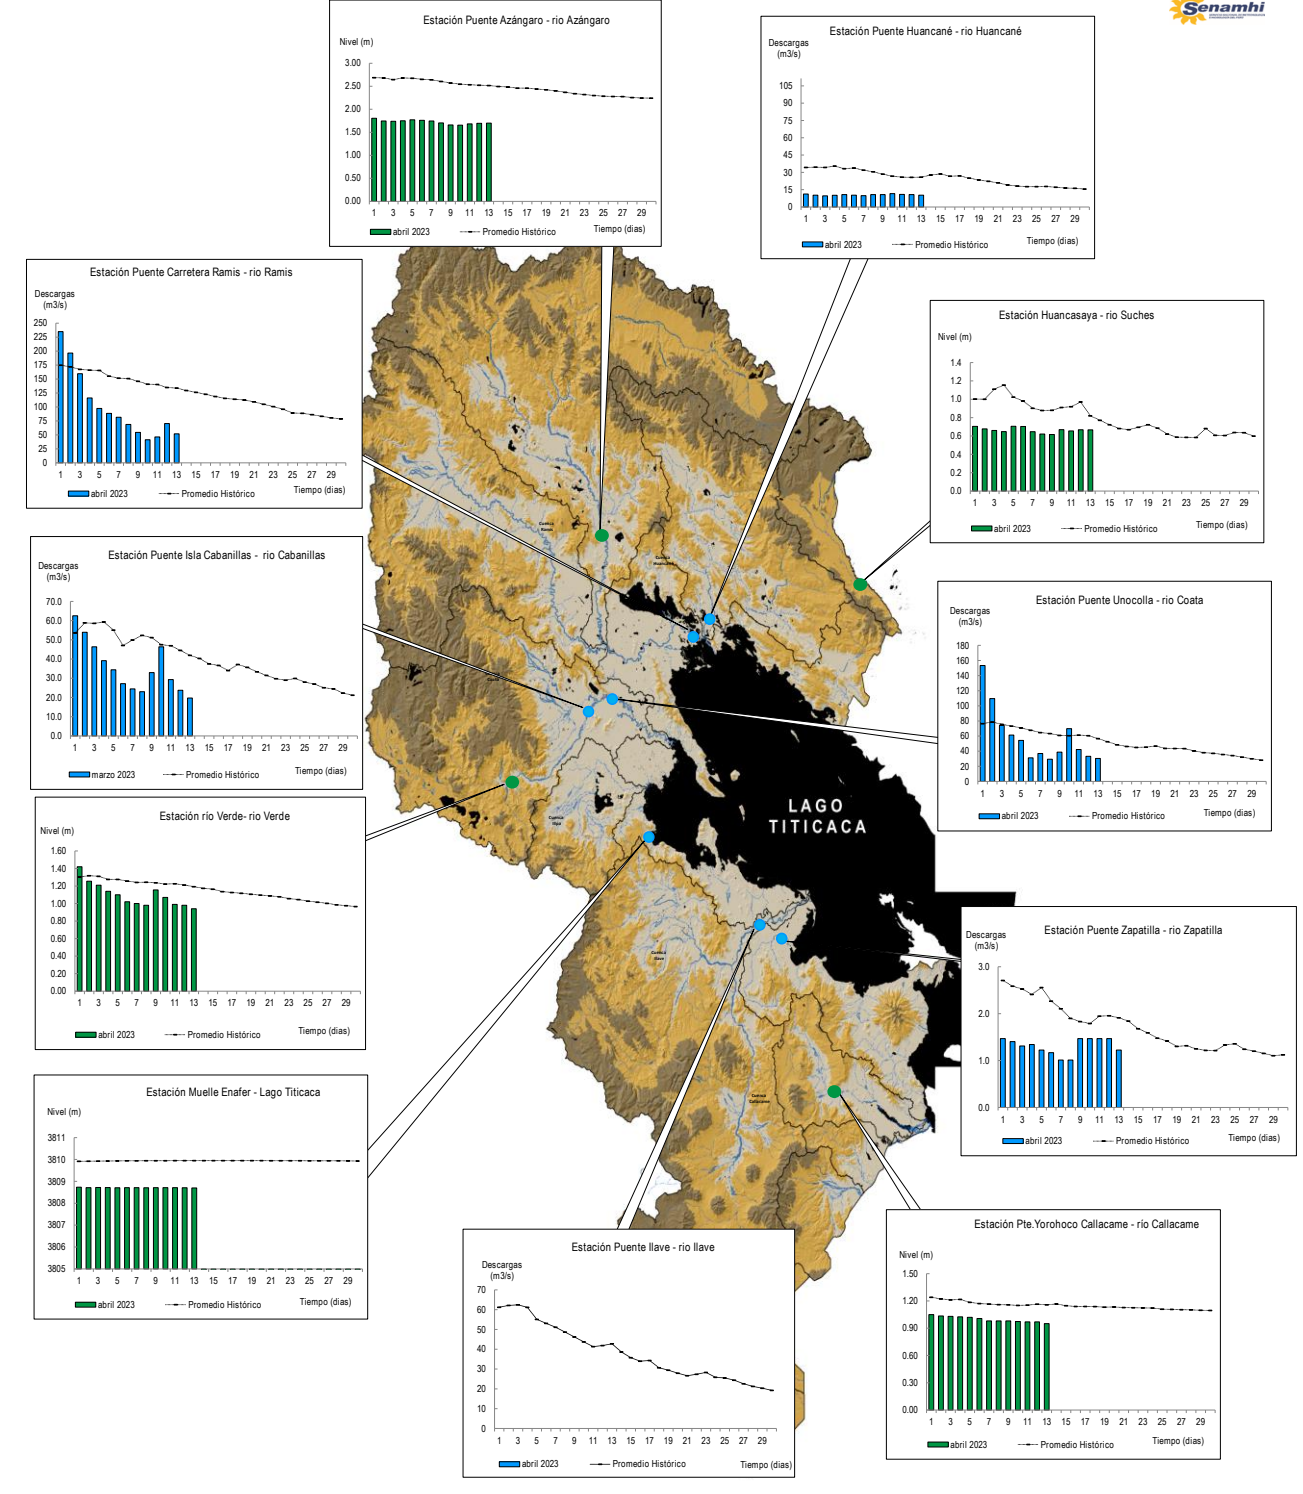 Senamhi
Estación Puente Azángaro - rio Azángaro
Nivel (m)
3.00
2.50
2.00
1.50
1.00
0.50
0.00
1 3 5 7 9 11 13 15 17 19 21 23 25 27 29
Tiempo (dias)
abril 2023 Promedio Histórico
Estación Puente Huancané - rio Huancané
Descargas
(m3/s)
105
90
75
60
45
30
15
0
1 3 5 7 9 11 13 15 17 19 21 23 25 27 29
abril 2023 Promedio Histórico Tiempo (dias)
Estación Puente Carretera Ramis - rio Ramis
Descargas
(m3/s)
250
225
200
175
150
125
100
75
50
25
0
1 3 5 7 9 11 13 15 17 19 21 23 25 27 29
abril 2023 Promedio Histórico Tiempo (dias)
Estación Huancasaya - rio Suches
Nivel (m)
1.4
1.2
1.0
0.8
0.6
0.4
0.2
0.0
1 3 5 7 9 11 13 15 17 19 21 23 25 27 29
abril 2023 Promedio Histórico Tiempo (dias)
Estación Puente Isla Cabanillas - rio Cabanillas
Descargas
(m3/s)
70.0
60.0
50.0
40.0
30.0
20.0
10.0
0.0
1 3 5 7 9 11 13 15 17 19 21 23 25 27 29
marzo 2023 Promedio Histórico Tiempo (dias)
Estación Puente Unocolla - rio Coata
Descargas
(m3/s)
180
160
140
120
100
80
60
40
20
0
1 3 5 7 9 11 13 15 17 19 21 23 25 27 29
abril 2023 Promedio Histórico Tiempo (dias)
LAGO
TITICACA
Estación río Verde- rio Verde
Nivel (m)
1.60
1.40
1.20
1.00
0.80
0.60
0.40
0.20
0.00
1 3 5 7 9 11 13 15 17 19 21 23 25 27 29
abril 2023 Promedio Histórico Tiempo (dias)
Estación Puente Zapatilla - rio Zapatilla
Descargas
(m3/s)
3.0
2.0
1.0
0.0
1 3 5 7 9 11 13 15 17 19 21 23 25 27 29
abril 2023 Promedio Histórico Tiempo (dias)
Estación Muelle Enafer - Lago Titicaca
Nivel (m)
3811
3810
3809
3808
3807
3806
3805
1 3 5 7 9 11 13 15 17 19 21 23 25 27 29
abril 2023 Promedio Histórico Tiempo (dias)
Estación Puente Ilave - rio Ilave
Descargas
(m3/s)
70
60
50
40
30
20
10
0
1 3 5 7 9 11 13 15 17 19 21 23 25 27 29
abril 2023 Promedio Histórico Tiempo (dias)
Estación Pte.Yorohoco Callacame - río Callacame
Nivel (m)
1.50
1.20
0.90
0.60
0.30
0.00
1 3 5 7 9 11 13 15 17 19 21 23 25 27 29
abril 2023 Promedio Histórico Tiempo (dias)